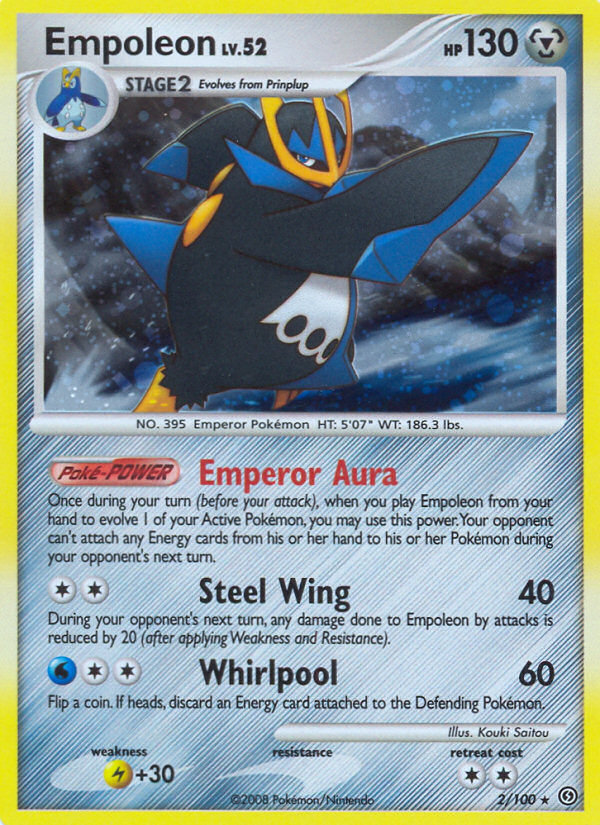 Empoleon LV.52 HP 130
STAGE2 Evolves from Prinplup
NO. 395 Emperor Pokémon HT: 5'07" WT: 186.3 lbs.
Poké-POWER Emperor Aura
Once during your turn (before your attack), when you play Empoleon from your
hand to evolve 1 of your Active Pokémon, you may use this power. Your opponent
can't attach any Energy cards from his or her hand to his or her Pokémon during
your opponent's next turn.
Steel Wing 40
During your opponent's next turn, any damage done to Empoleon by attacks is
reduced by 20 (after applying Weakness and Resistance).
Whirlpool 60
Flip a coin. If heads, discard an Energy card attached to the Defending Pokémon.
Illus. Kouki Saitou
weakness resistance retreat cost
+30
©2008 Pokémon/Nintendo 2/100 ★